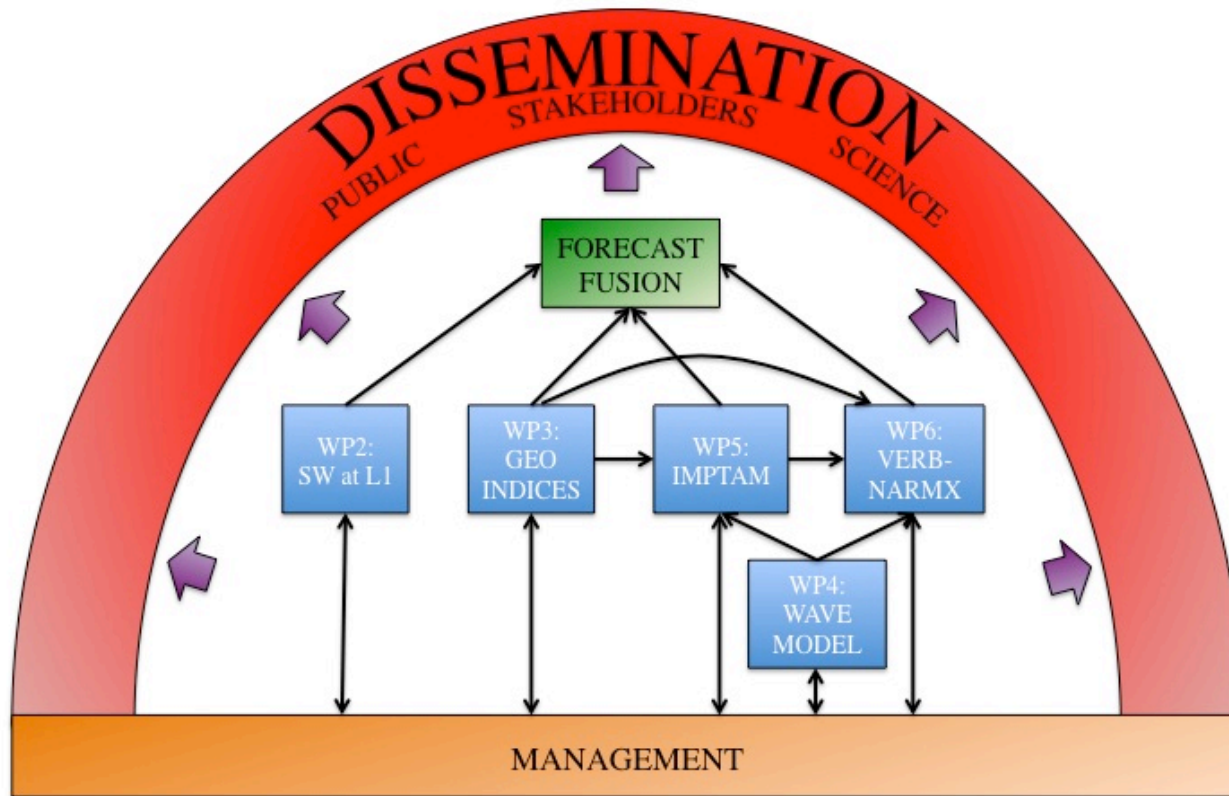 DISSEMINATION
PUBLIC STAKEHOLDERS SCIENCE
FORECAST
FUSION
WP2:
SW at L1
WP3:
GEO
INDICES
WP5:
IMPTAM
WP6:
VERB-
NARMX
WP4:
WAVE
MODEL
MANAGEMENT